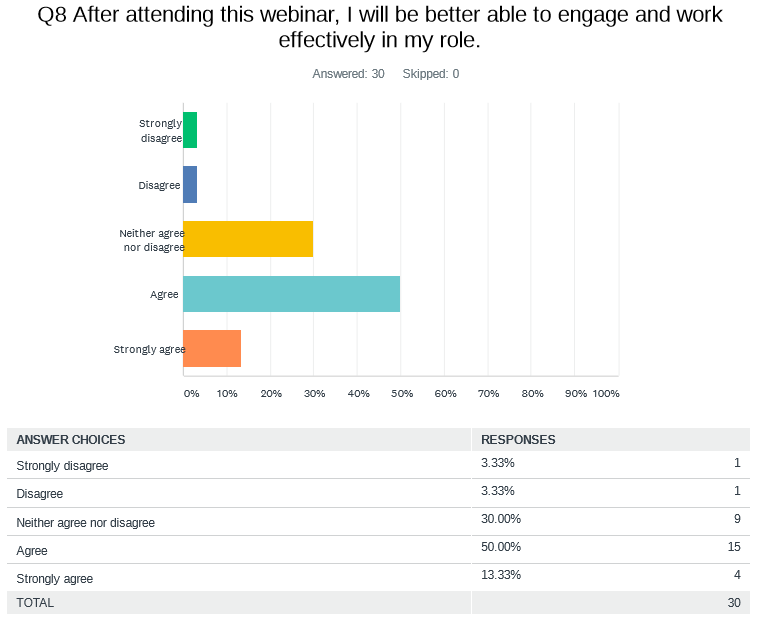 Q8 After attending this webinar, I will be better able to engage and work
effectively in my role.
Answered: 30 Skipped: 0
Strongly
disagree
Disagree
Neither agree
nor disagree
Agree
Strongly agree
0% 10% 20% 30% 40% 50% 60% 70% 80% 90% 100%
ANSWER CHOICES RESPONSES
Strongly disagree 3.33% 1
Disagree 3.33% 1
Neither agree nor disagree 30.00% 9
Agree 50.00% 15
Strongly agree 13.33% 4
TOTAL 30